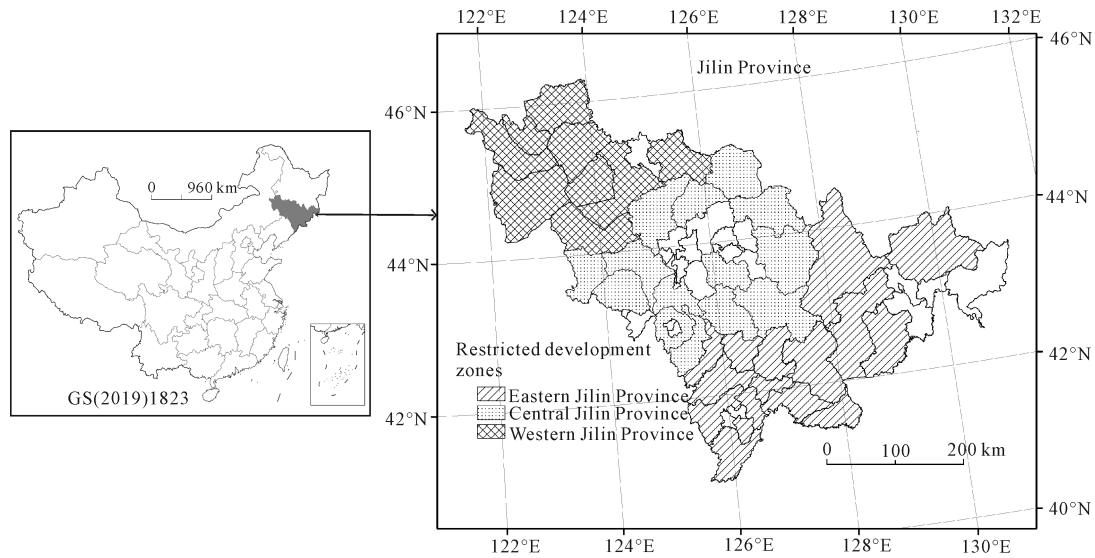 122°E 124°E 126°E 128°E 130°E 132°E
46°N
Jilin Province
46°N
0 960 km
44°N
44°N
GS(2019)1823
Restricted development
zones
42°N
Eastern Jilin Province
Central Jilin Province
42°N
Western Jilin Province
0 100 200 km
40°N
122°E 124°E 126°E 128°E 130°E